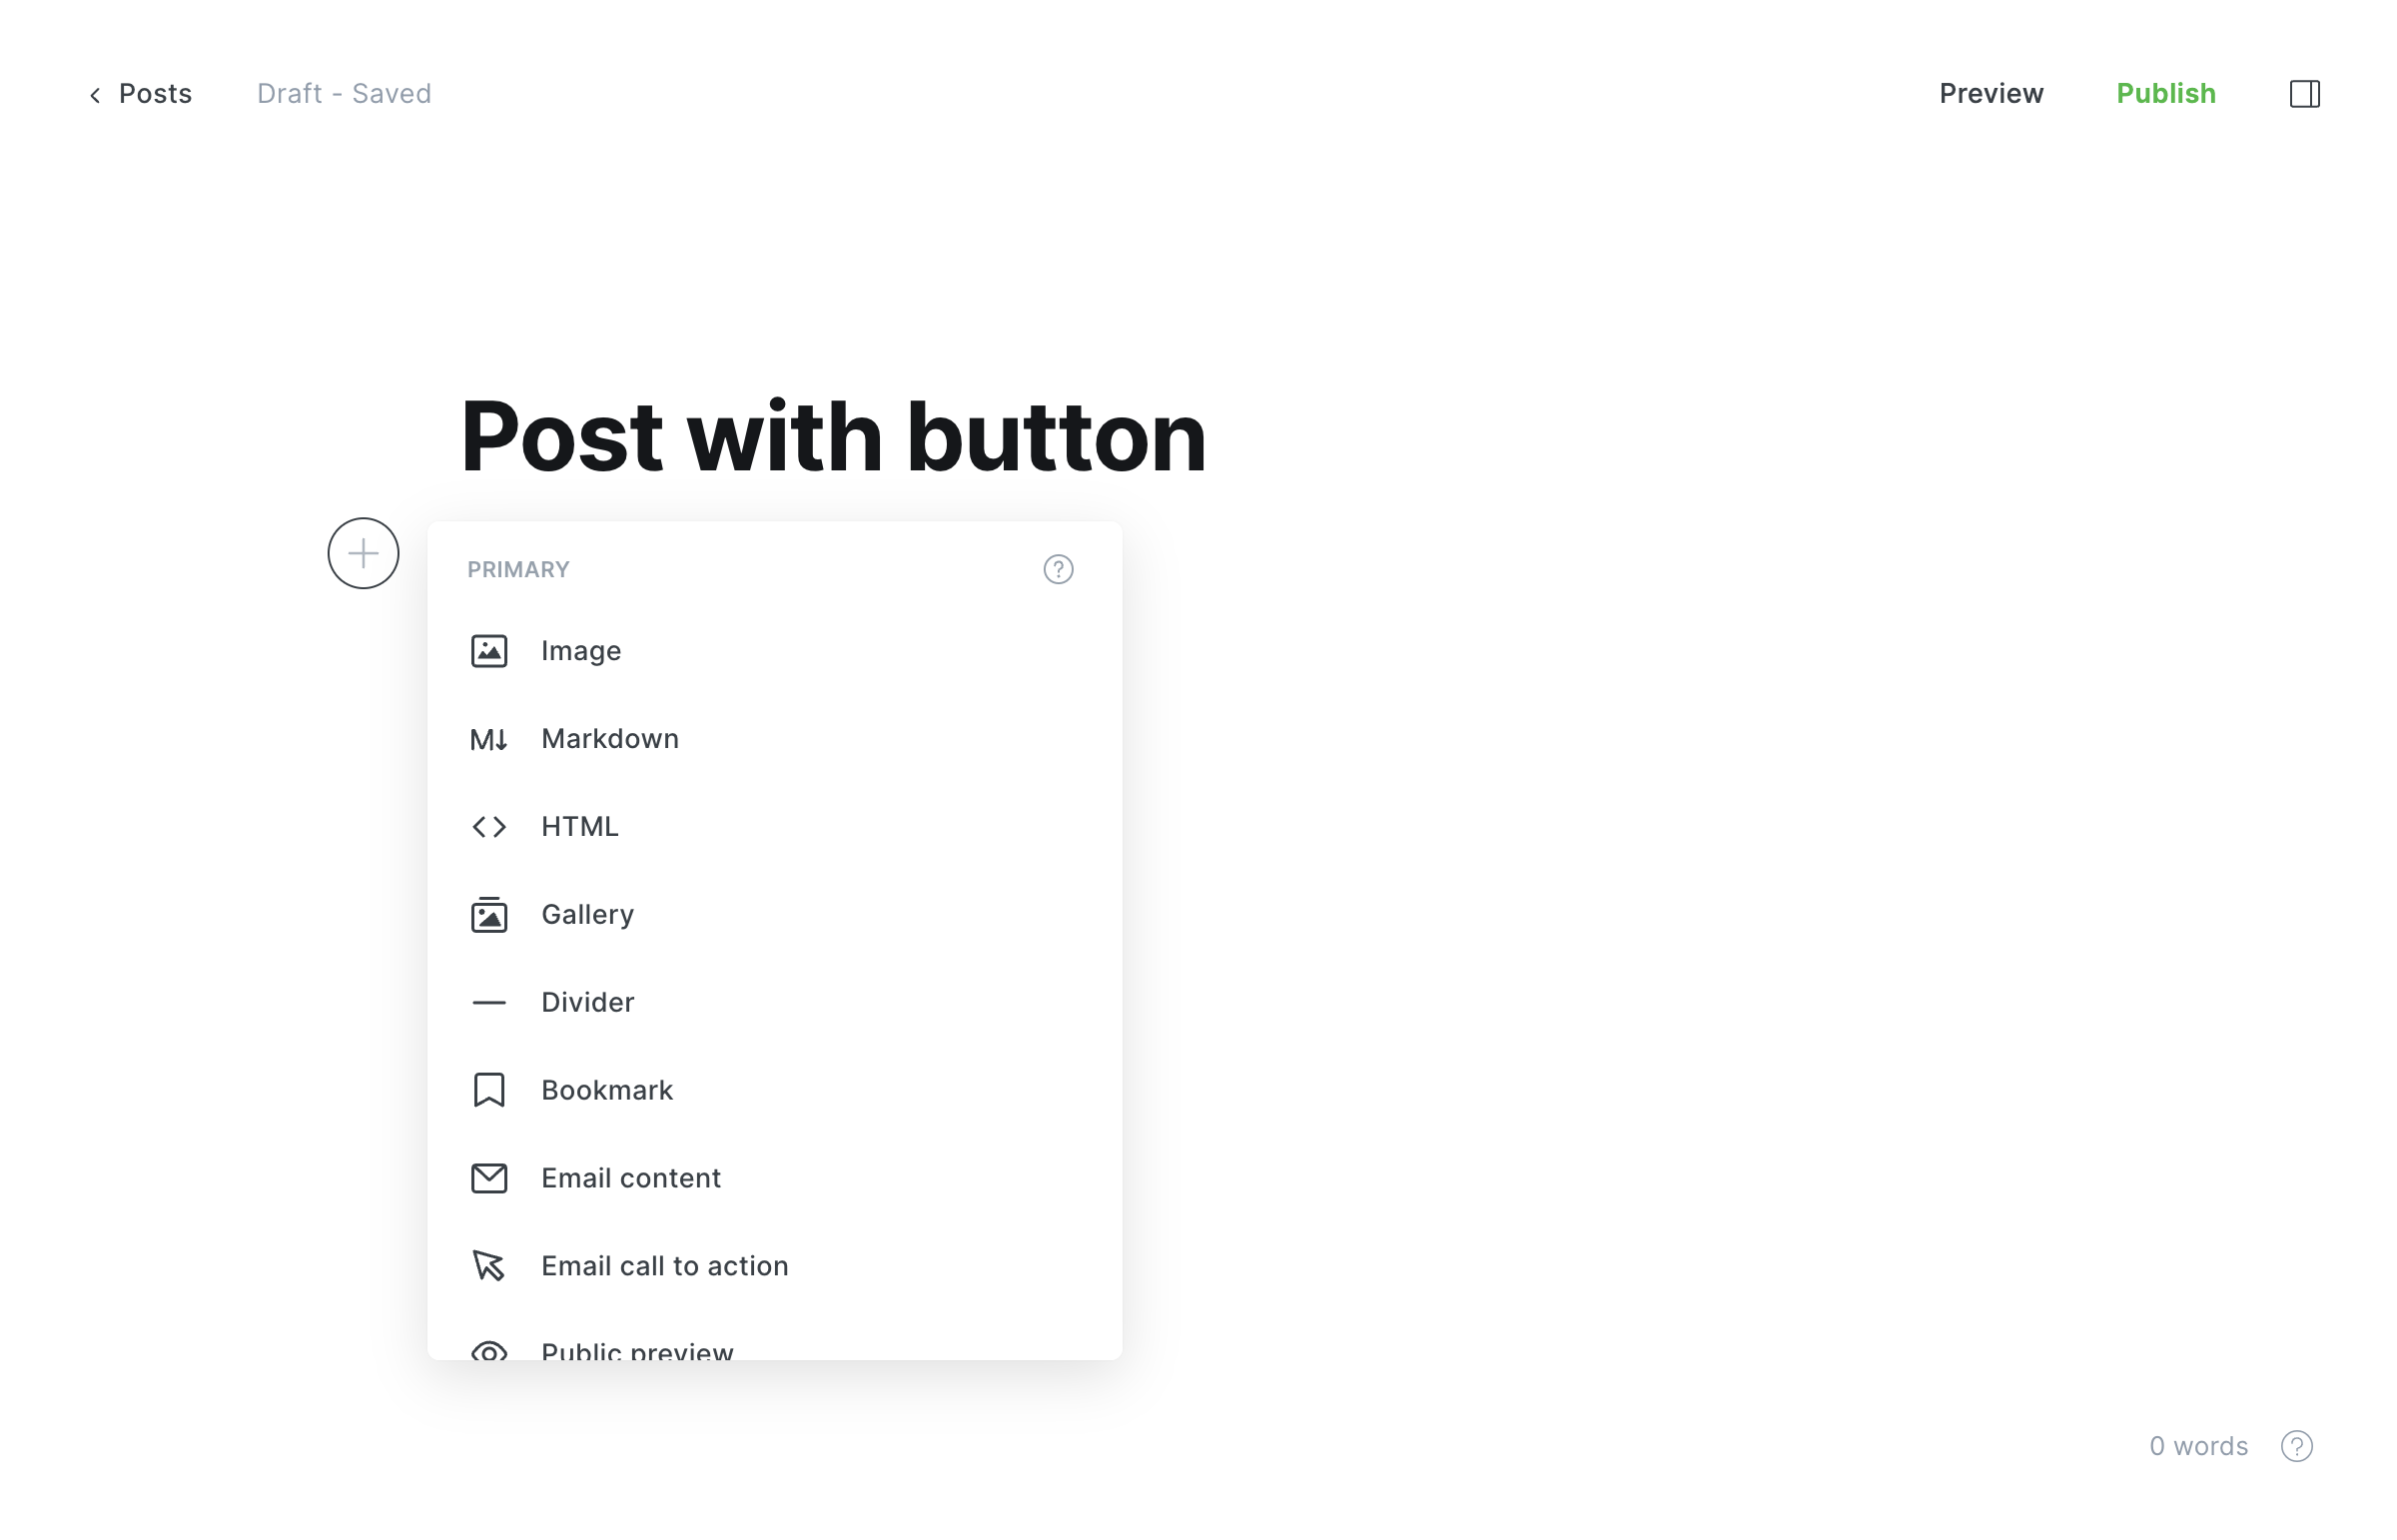 Posts Draft - Saved Preview Publish
Post with button
PRIMARY
Image
M Markdown
HTML
Gallery
Divider
Bookmark
Email content
Email call to action
Public preview
0 words